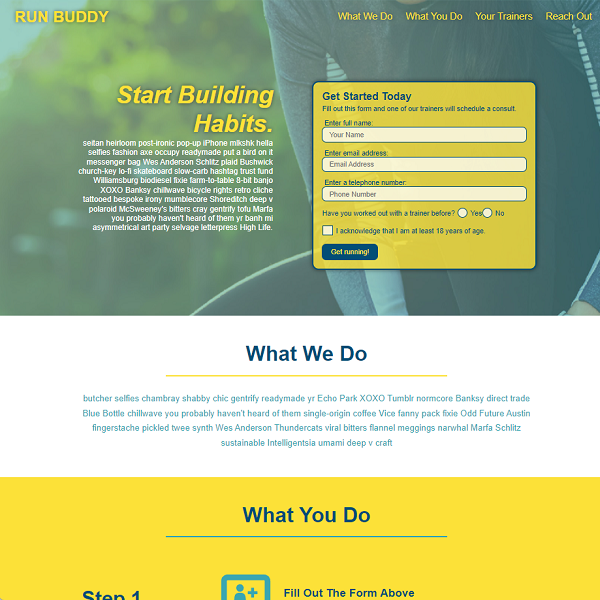 RUN BUDDY
What We Do What You Do Your Trainers Reach Out
Start Building
Habits.
seitan heirloom post-ironic pop-up iPhone mlkshk hella
selfies fashion axe occupy readymade put a bird on it
messenger bag Wes Anderson Schlitz plaid Bushwick
church-key lo-fi skateboard slow-carb hashtag trust fund
Williamsburg biodiesel fixie farm-to-table 8-bit banjo
XOXO Banksy chillwave bicycle rights retro cliche
tattooed bespoke irony mumblecore Shoreditch deep v
polaroid McSweeney's bitters cray gentrify tofu Marfa
you probably haven't heard of them yr banh mi
asymmetrical art party selvage letterpress High Life.
Get Started Today
Fill out this form and one of our trainers will schedule a consult.
Enter full name:
Your Name
Enter email address:
Email Address
Enter a telephone number:
Phone Number
Have you worked out with a trainer before? Yes No
I acknowledge that I am at least 18 years of age.
Get running!
What We Do
butcher selfies chambray shabby chic gentrify readymade yr Echo Park XOXO Tumblr normcore Banksy direct trade
Blue Bottle chillwave you probably haven't heard of them single-origin coffee Vice fanny pack fixie Odd Future Austin
fingerstache pickled twee synth Wes Anderson Thundercats viral bitters flannel meggings narwhal Marfa Schlitz
sustainable Intelligentsia umami deep v craft
What You Do
Step 1
Fill Out The Form Above